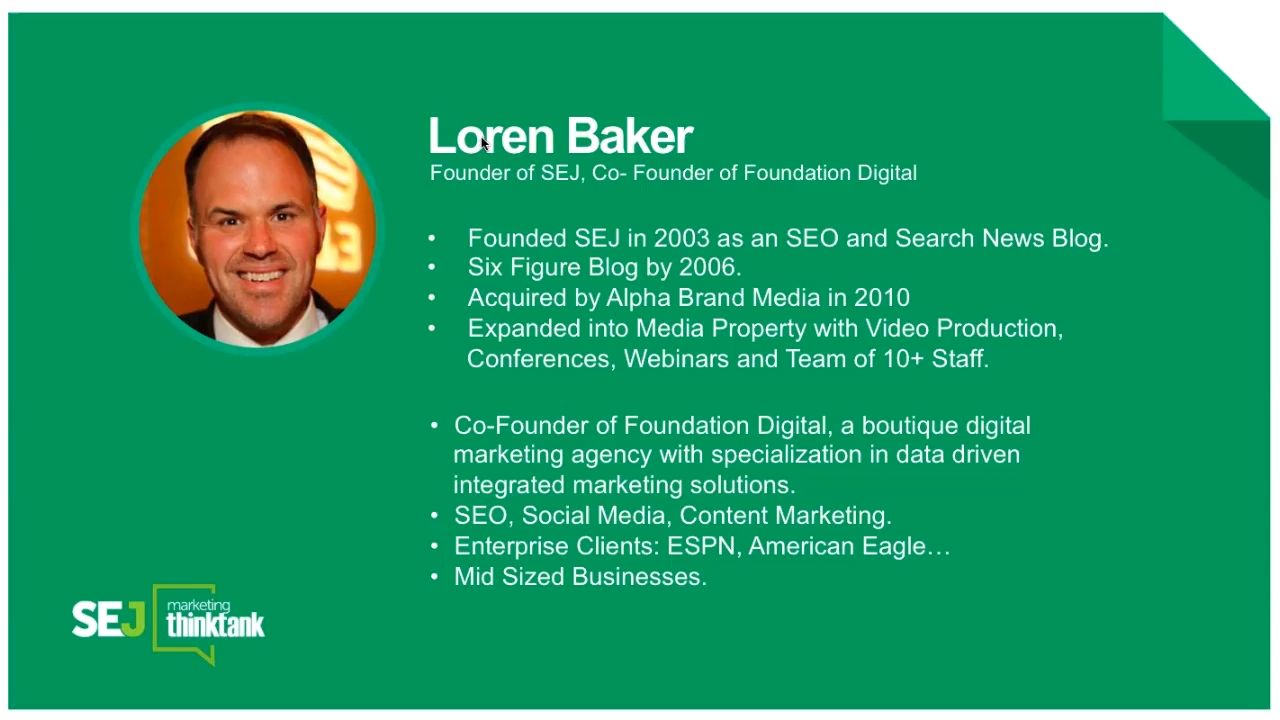 Loren Baker
Founder of SEJ, Co- Founder of Foundation Digital
• Founded SEJ in 2003 as an SEO and Search News Blog.
• Six Figure Blog by 2006.
• Acquired by Alpha Brand Media in 2010
• Expanded into Media Property with Video Production,
Conferences, Webinars and Team of 10+ Staff.
• Co-Founder of Foundation Digital, a boutique digital
marketing agency with specialization in data driven
integrated marketing solutions.
• SEO, Social Media, Content Marketing.
• Enterprise Clients: ESPN, American Eagle…
• Mid Sized Businesses.
SEJ marketing
thinktank